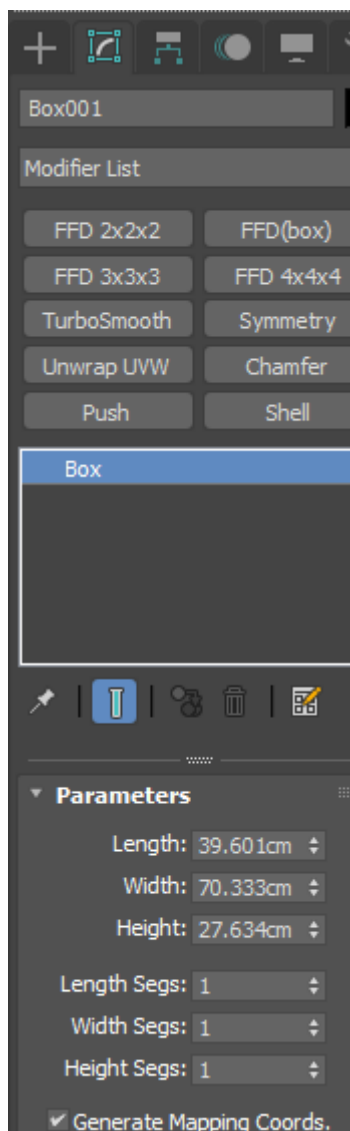 Box001
Modifier List
FFD 2x2x2 FFD(box)
FFD 3x3x3 FFD 4x4x4
TurboSmooth Symmetry
Unwrap UVW Chamfer
Push Shell
Box
Parameters
Length: 39.601cm
Width: 70.333cm
Height: 27.634cm
Length Segs: 1
Width Segs: 1
Height Segs: 1
Generate Mapping Coords.